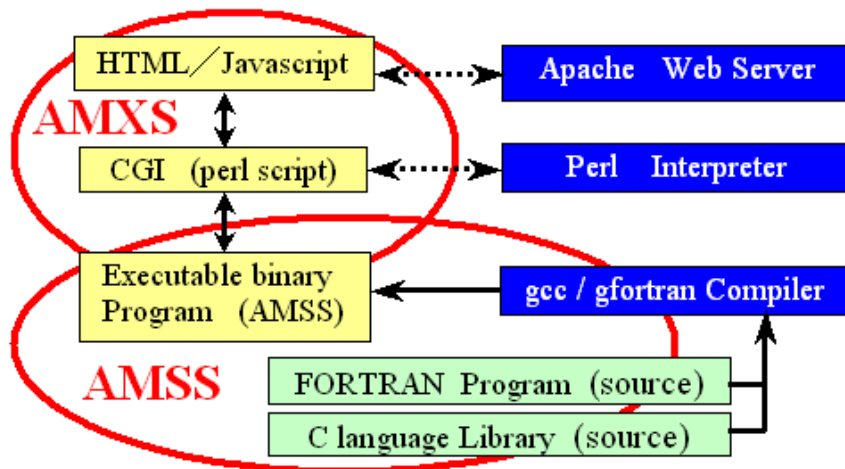 HTML／Javascript
Apache Web Server
AMXS
CGI (perl script)
Perl Interpreter
Executable binary
Program (AMSS)
gcc / gfortran Compiler
AMSS
FORTRAN Program (source)
C language Library (source)